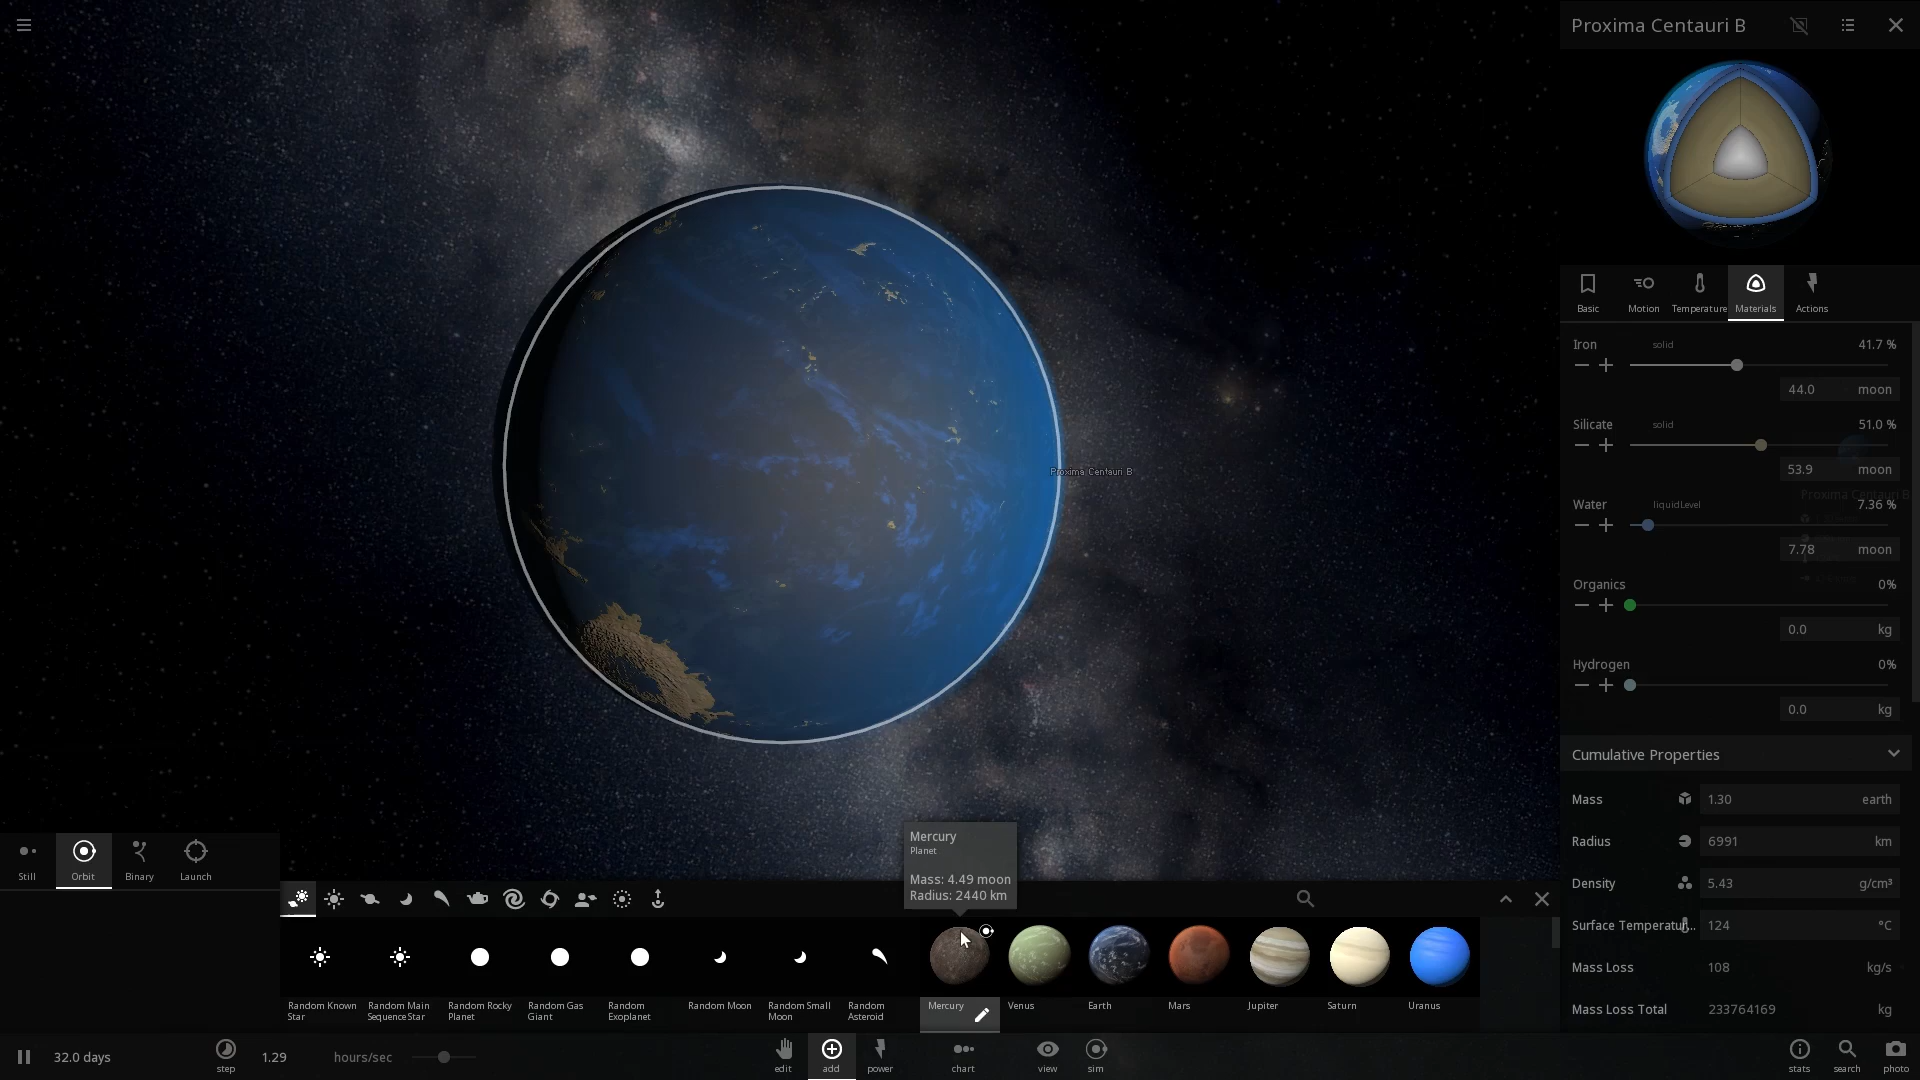 Proxima Centauri B
Basic
Motion
Temperature
Materials
Actions
Iron solid 41.7 %
44.0 moon
Silicate solid 51.0 %
53.9 moon
Proxima Centauri B
Proxima Centauri B
Water liquidLevel 7.36 %
7.78 moon
Organics 0%
0.0 kg
Hydrogen 0%
0.0 kg
Cumulative Properties
Mass 1.30 earth
Radius 6991 km
Density 5.43 g/cm³
Surface Temperatur... 124 °C
Mass Loss 108 kg/s
Mass Loss Total 233764169 kg
Mercury
Planet
Mass: 4.49 moon
Radius: 2440 km
Still
Orbit
Binary
Launch
Random Known
Star
Random Main
Sequence Star
Random Rocky
Planet
Random Gas
Giant
Random
Exoplanet
Random Moon
Random Small
Moon
Random
Asteroid
Mercury
Venus
Earth
Mars
Jupiter
Saturn
Uranus
32.0 days
step
1.29 hours/sec
edit
add
power
chart
view
sim
stats
search
photo